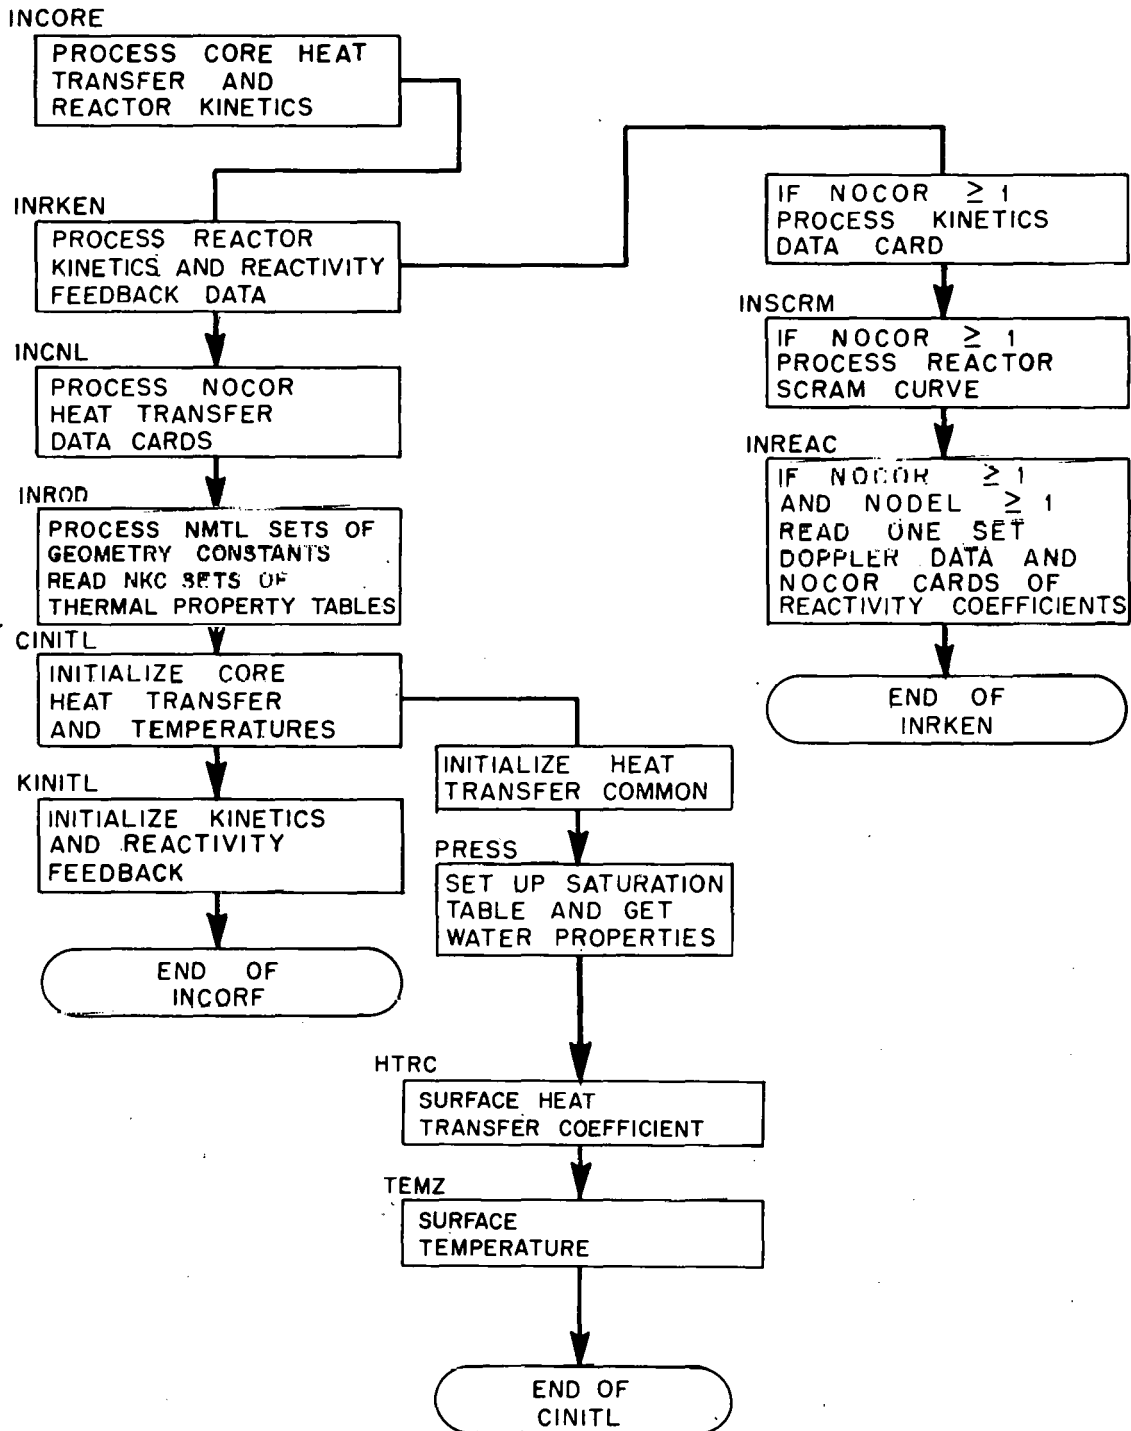 INCORE
PROCESS CORE HEAT
TRANSFER AND
REACTOR KINETICS
INRKEN
PROCESS REACTOR
KINETICS AND REACTIVITY
FEEDBACK DATA
INCNL
PROCESS NOCOR
HEAT TRANSFER
DATA CARDS
INROD
PROCESS NMTL SETS OF
GEOMETRY CONSTANTS
READ NKC SETS OF
THERMAL PROPERTY TABLES
CINITL
INITIALIZE CORE
HEAT TRANSFER
AND TEMPERATURES
KINITL
INITIALIZE KINETICS
AND REACTIVITY
FEEDBACK
END OF
INCORF
IF NOCOR ≥ 1
PROCESS KINETICS
DATA CARD
INSCRM
IF NOCOR ≥ 1
PROCESS REACTOR
SCRAM CURVE
INREAC
IF NOCOR ≥ 1
AND NODEL ≥ 1
READ ONE SET
DOPPLER DATA AND
NOCOR CARDS OF
REACTIVITY COEFFICIENTS
END OF
INRKEN
INITIALIZE HEAT
TRANSFER COMMON
PRESS
SET UP SATURATION
TABLE AND GET
WATER PROPERTIES
HTRC
SURFACE HEAT
TRANSFER COEFFICIENT
TEMZ
SURFACE
TEMPERATURE
END OF
CINITL